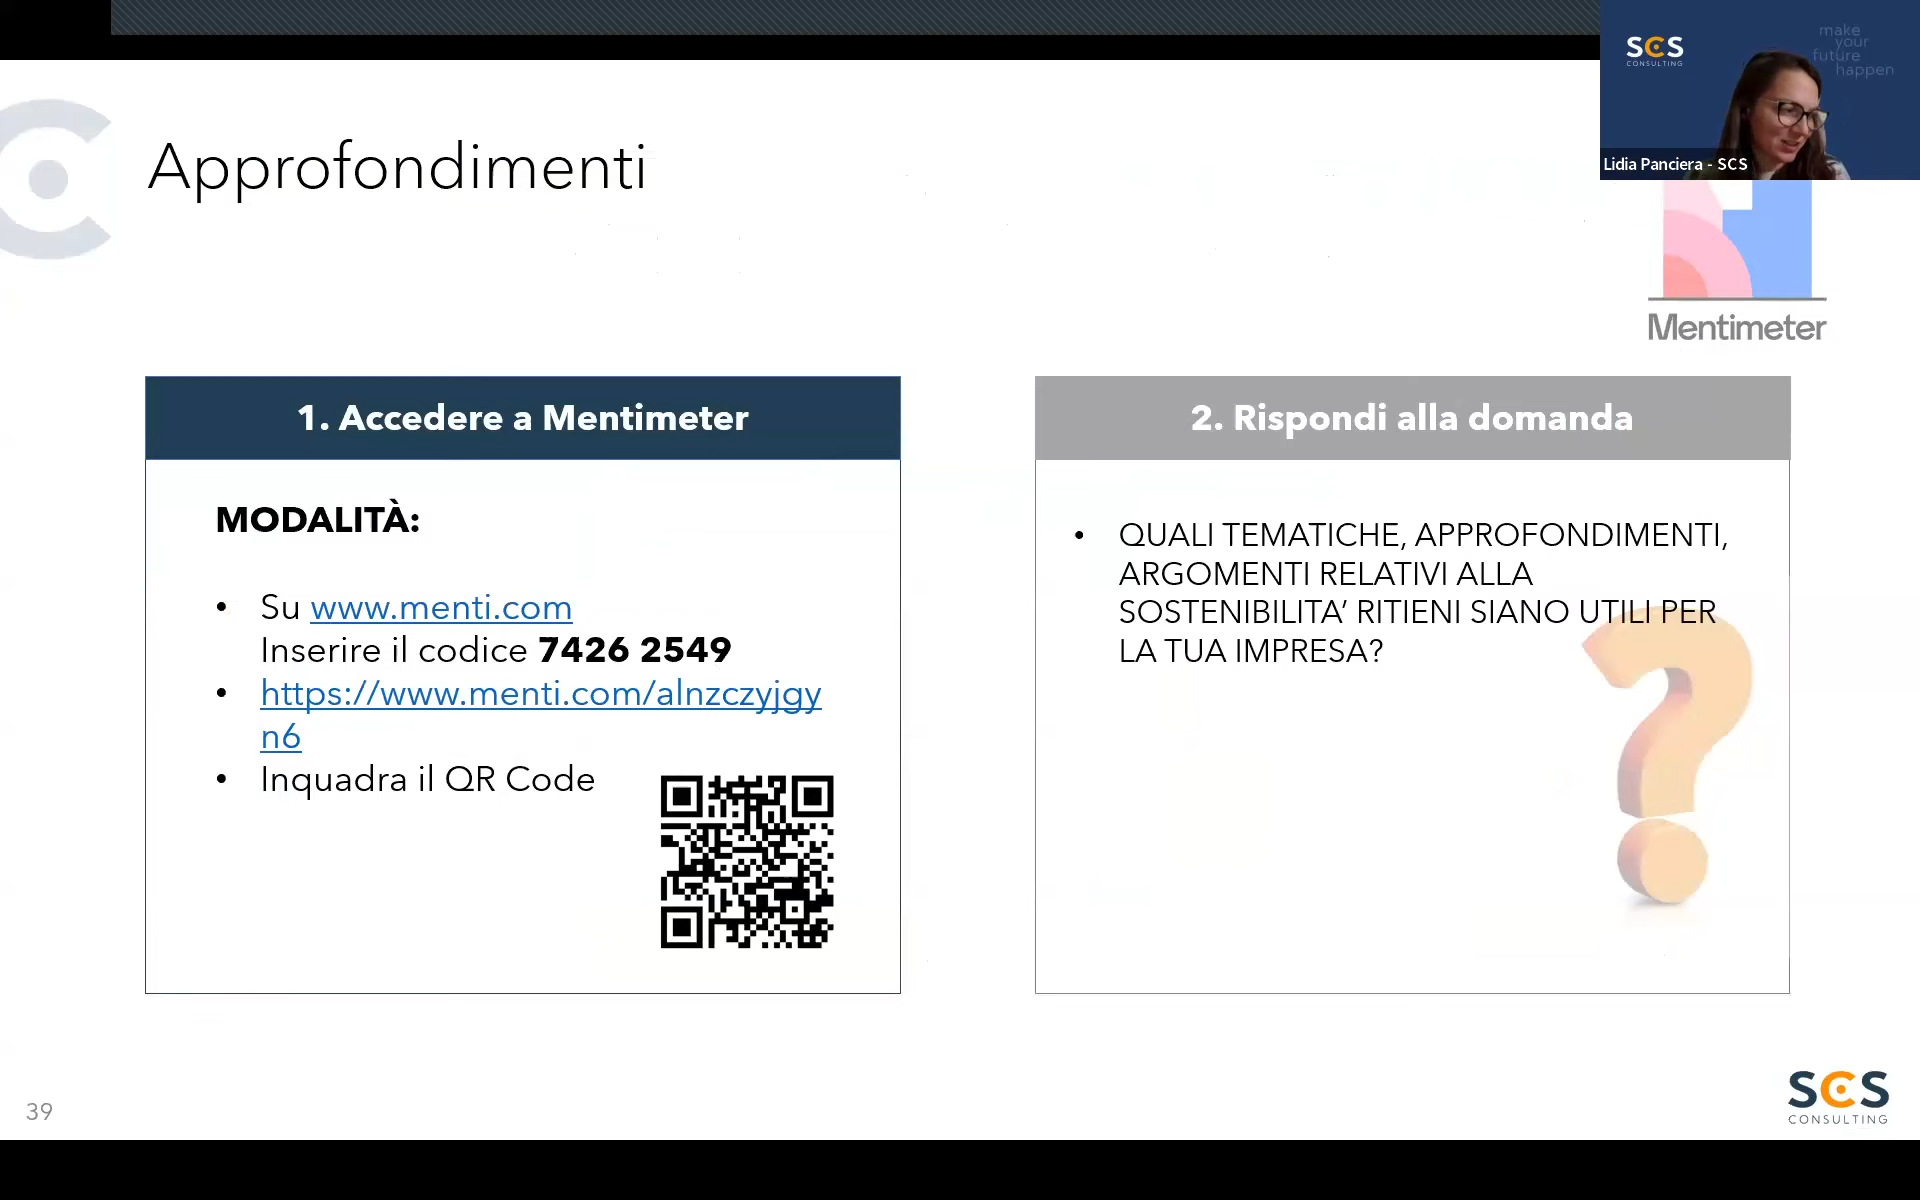 SCS
CONSULTING
make
your
future
happen
Lidia Panciera - SCS
Approfondimenti
Mentimeter
1. Accedere a Mentimeter
MODALITÀ:
• Su www.menti.com
Inserire il codice 7426 2549
• https://www.menti.com/alnzczyjgy
n6
• Inquadra il QR Code
2. Rispondi alla domanda
• QUALI TEMATICHE, APPROFONDIMENTI,
ARGOMENTI RELATIVI ALLA
SOSTENIBILITA’ RITIENI SIANO UTILI PER
LA TUA IMPRESA?
39
SCS
CONSULTING